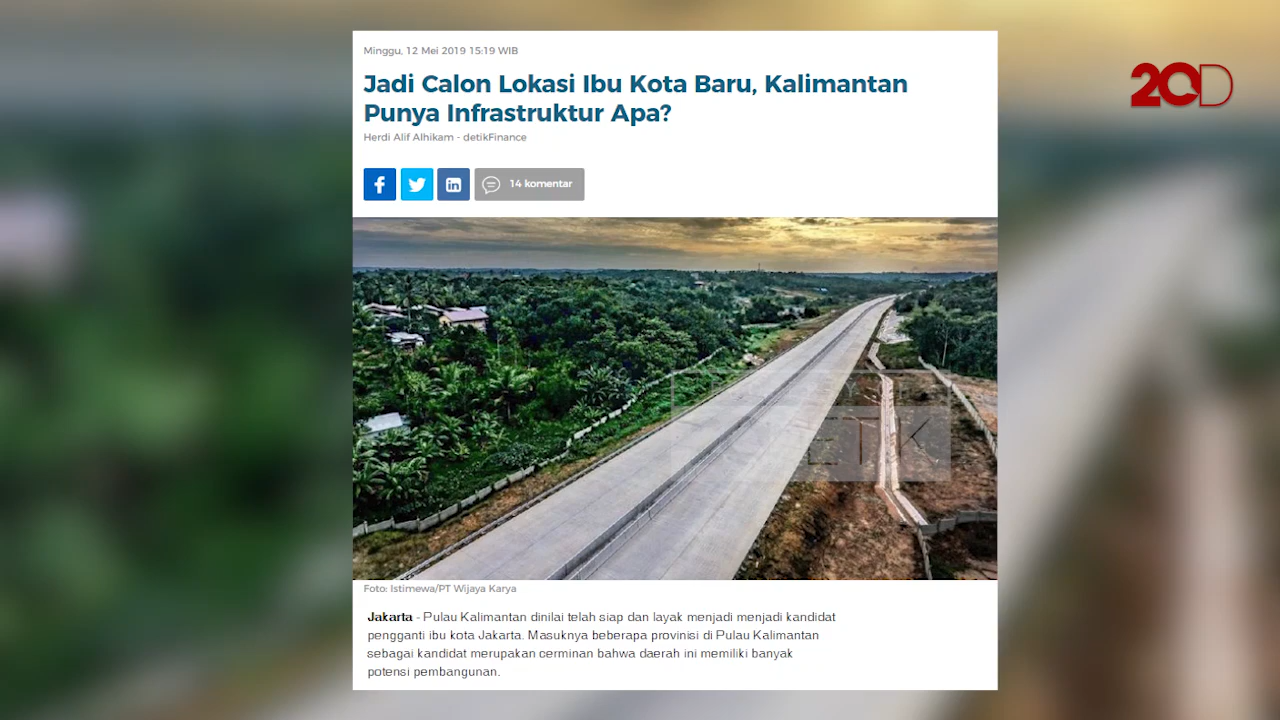 Minggu, 12 Mei 2019 15:19 WIB
20D
Jadi Calon Lokasi Ibu Kota Baru, Kalimantan
Punya Infrastruktur Apa?
Herdi Alif Alhikam - detikFinance
14 komentar
Foto: Istimewa/PT Wijaya Karya
Jakarta - Pulau Kalimantan dinilai telah siap dan layak menjadi menjadi kandidat
pengganti ibu kota Jakarta. Masuknya beberapa provinisi di Pulau Kalimantan
sebagai kandidat merupakan cerminan bahwa daerah ini memiliki banyak
potensi pembangunan.